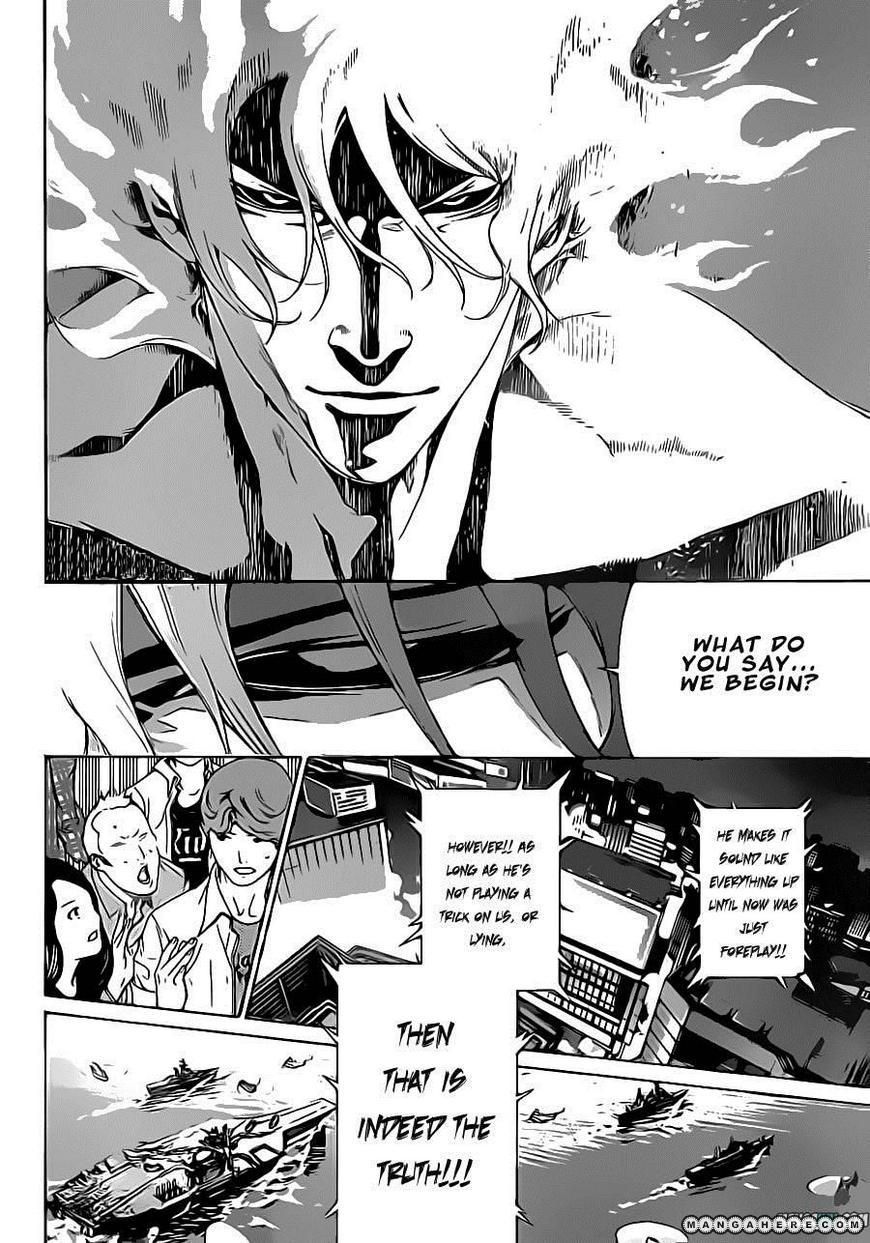 WHAT DO
YOU SAY...
WE BEGIN?
HE MAKES IT
SOUND LIKE
EVERYTHING UP
UNTIL NOW WAS
JUST
FOREPLAY!!
HOWEVER!! AS
LONG AS HE'S
NOT PLAYING A
TRICK ON US, OR
LYING,
THEN
THAT IS
INDEED THE
TRUTH!!!
MANGAHERE.COM